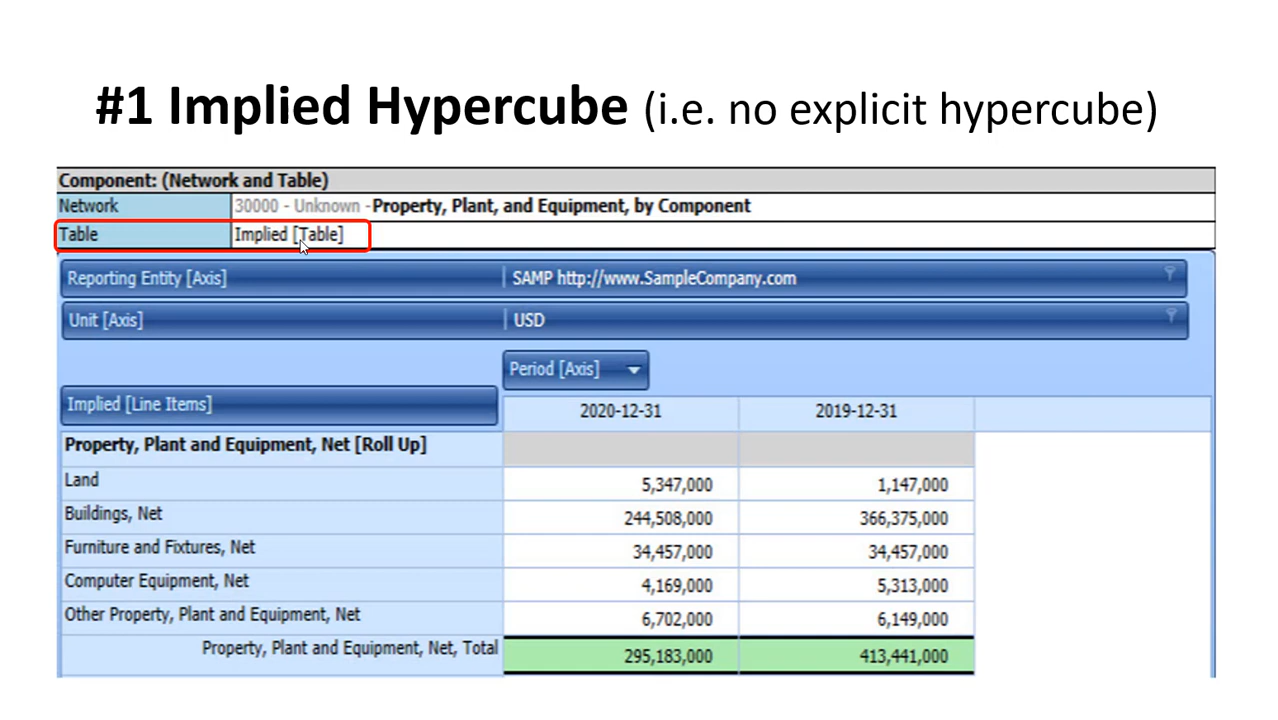 #1 Implied Hypercube (i.e. no explicit hypercube)
Component: (Network and Table)
Network 30000 - Unknown -Property, Plant, and Equipment, by Component
Table Implied [Table]
Reporting Entity [Axis] SAMP http://www.SampleCompany.com
Unit [Axis] USD
Period [Axis]
Implied [Line Items] 2020-12-31 2019-12-31
Property, Plant and Equipment, Net [Roll Up]
Land 5,347,000 1,147,000
Buildings, Net 244,508,000 366,375,000
Furniture and Fixtures, Net 34,457,000 34,457,000
Computer Equipment, Net 4,169,000 5,313,000
Other Property, Plant and Equipment, Net 6,702,000 6,149,000
Property, Plant and Equipment, Net, Total 295,183,000 413,441,000